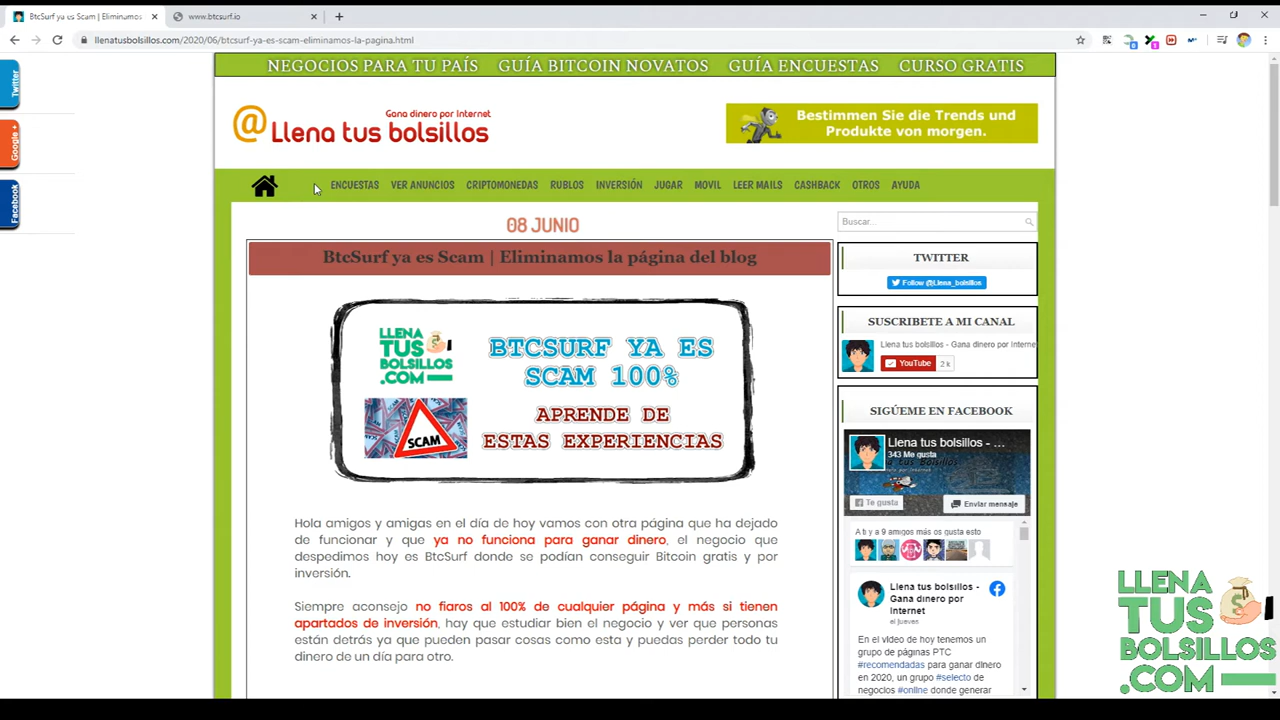 BtcSurf ya es Scam | Eliminamos
www.btcsurf.io
llenatusbolsillos.com/2020/06/btcsurf-ya-es-scam-eliminamos-la-pagina.html
Twitter
Google +
Facebook
NEGOCIOS PARA TU PAÍS GUÍA BITCOIN NOVATOS GUÍA ENCUESTAS CURSO GRATIS
Gana dinero por Internet
@Llena tus bolsillos
Bestimmen Sie die Trends und
Produkte von morgen.
ENCUESTAS VER ANUNCIOS CRIPTOMONEDAS RUBLOS INVERSIÓN JUGAR MOVIL LEER MAILS CASHBACK OTROS AYUDA
08 JUNIO
BtcSurf ya es Scam | Eliminamos la página del blog
LLENA
TUS
BOLSILLOS
.COM
SCAM
BTCSURF YA ES
SCAM 100%
APRENDE DE
ESTAS EXPERIENCIAS
Hola amigos y amigas en el día de hoy vamos con otra página que ha dejado
de funcionar y que ya no funciona para ganar dinero, el negocio que
despedimos hoy es BtcSurf donde se podían conseguir Bitcoin gratis y por
inversión.
Siempre aconsejo no fiaros al 100% de cualquier página y más si tienen
apartados de inversión, hay que estudiar bien el negocio y ver que personas
están detrás ya que pueden pasar cosas como esta y puedas perder todo tu
dinero de un día para otro.
Buscar...
TWITTER
Follow @Llena_bolsillos
SUSCRIBETE A MI CANAL
Llena tus bolsillos - Gana dinero por Interne
YouTube 2 k
SIGÚEME EN FACEBOOK
Llena tus bolsillos - ...
343 Me gusta
Te gusta
Enviar mensaje
A ti y a 9 amigos más os gusta esto
Llena tus bolsillos -
Gana dinero por
Internet
el jueves
En el vídeo de hoy tenemos un
grupo de páginas PTC
#recomendadas para ganar dinero
en 2020, un grupo #selecto de
negocios #online donde generar
LLENA
TUS
BOLSILLOS
.COM